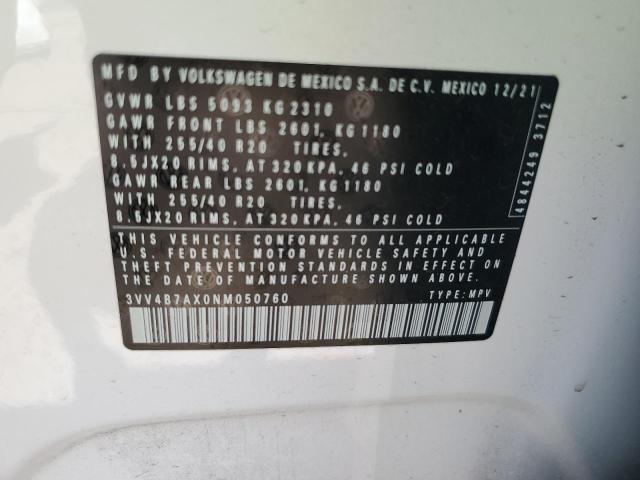 MFD BY VOLKSWAGEN DE MEXICO S.A. DE C.V. MEXICO 12/21
GVWR LBS 5093 KG 2310
GAWR FRONT LBS 2601, KG 1180
WITH 255/40 R20 TIRES,
8.5JX20 RIMS, AT 320 KPA, 46 PSI COLD
GAWR REAR LBS 2601, KG 1180
WITH 255/40 R20 TIRES,
8.5JX20 RIMS, AT 320 KPA, 46 PSI COLD
THIS VEHICLE CONFORMS TO ALL APPLICABLE
U.S. FEDERAL MOTOR VEHICLE SAFETY AND
THEFT PREVENTION STANDARDS IN EFFECT ON
THE DATE OF MANUFACTURE SHOWN ABOVE.
3VV4B7AX0NM050760 TYPE: MPV
4844249 3712